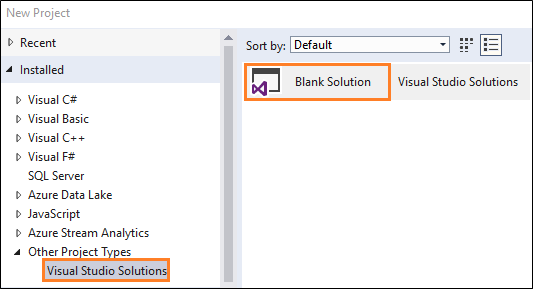 New Project
Recent
Installed
Visual C#
Visual Basic
Visual C++
Visual F#
SQL Server
Azure Data Lake
JavaScript
Azure Stream Analytics
Other Project Types
Visual Studio Solutions
Sort by: Default
Blank Solution Visual Studio Solutions